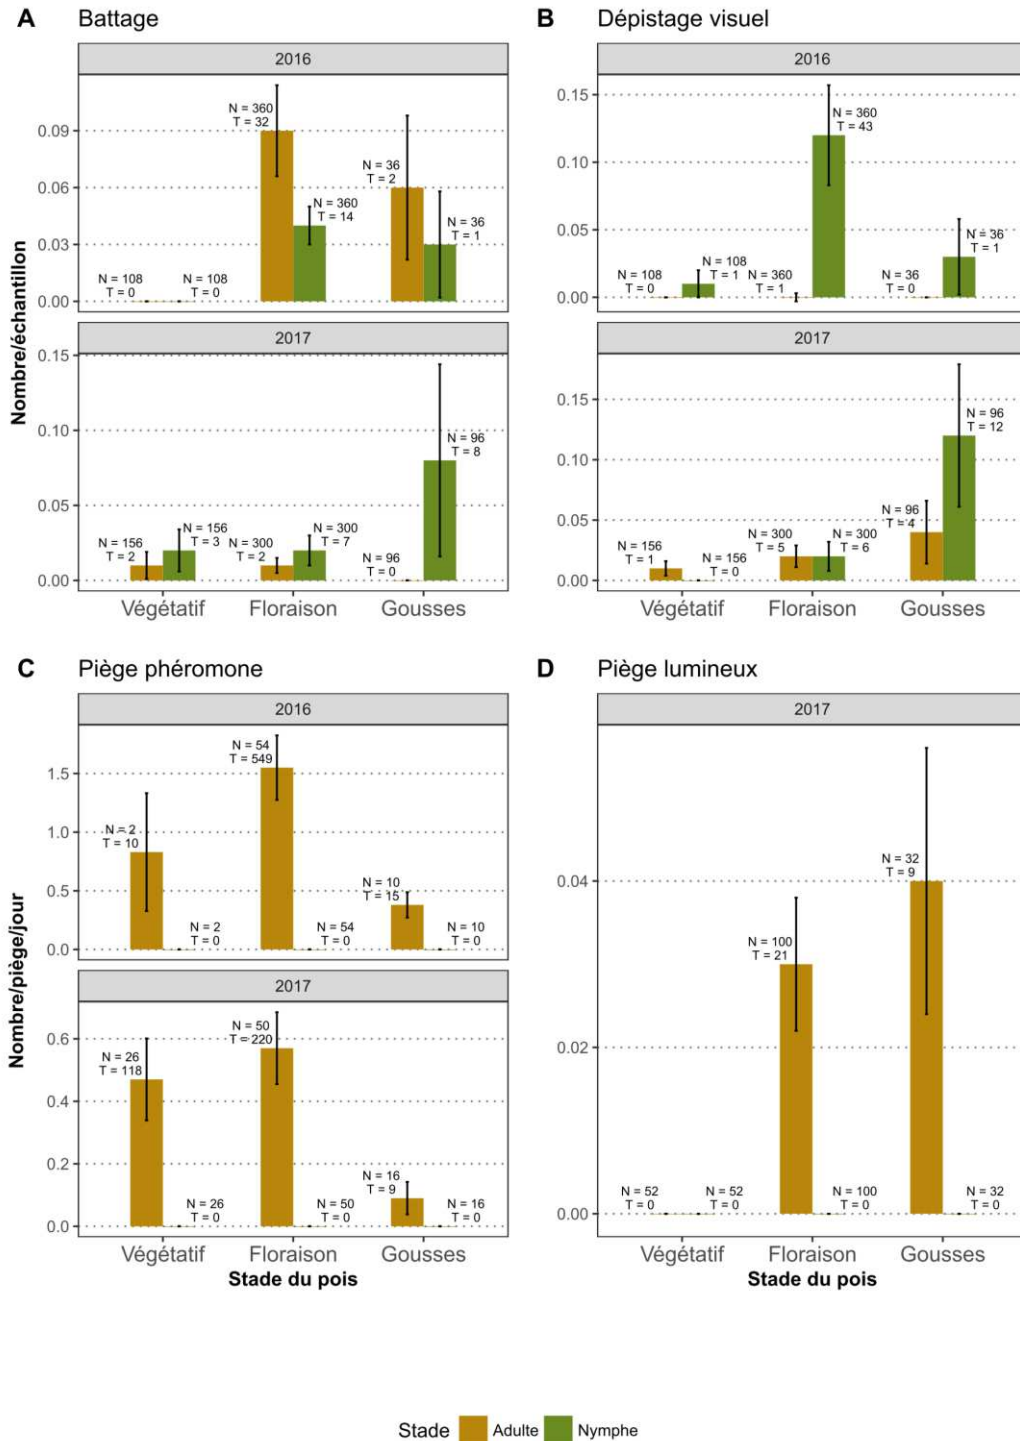 A Battage
2016
0.09
0.06
0.03
0.00
N = 108
T = 0
N = 108
T = 0
N = 360
T = 32
N = 360
T = 14
N = 36
T = 2
N = 36
T = 1
2017
0.15
0.10
0.05
0.00
N = 156
T = 2
N = 156
T = 3
N = 300
T = 2
N = 300
T = 7
N = 96
T = 0
N = 96
T = 8
Végétatif Floraison Gousses
Nombre/échantillon
B Dépistage visuel
2016
0.15
0.10
0.05
0.00
N = 108
T = 0
N = 108
T = 1
N = 360
T = 1
N = 360
T = 43
N = 36
T = 0
N = 36
T = 1
2017
0.15
0.10
0.05
0.00
N = 156
T = 1
N = 156
T = 0
N = 300
T = 5
N = 300
T = 6
N = 96
T = 4
N = 96
T = 12
Végétatif Floraison Gousses
C Piège phéromone
2016
1.5
1.0
0.5
0.0
N = 2
T = 10
N = 2
T = 0
N = 54
T = 549
N = 54
T = 0
N = 10
T = 15
N = 10
T = 0
2017
0.6
0.4
0.2
0.0
N = 26
T = 118
N = 26
T = 0
N = 50
T = 220
N = 50
T = 0
N = 16
T = 9
N = 16
T = 0
Végétatif Floraison Gousses
Stade du pois
Nombre/piège/jour
D Piège lumineux
2017
0.04
0.02
0.00
N = 52
T = 0
N = 52
T = 0
N = 100
T = 21
N = 100
T = 0
N = 32
T = 9
N = 32
T = 0
Végétatif Floraison Gousses
Stade du pois
Stade Adulte Nymphe